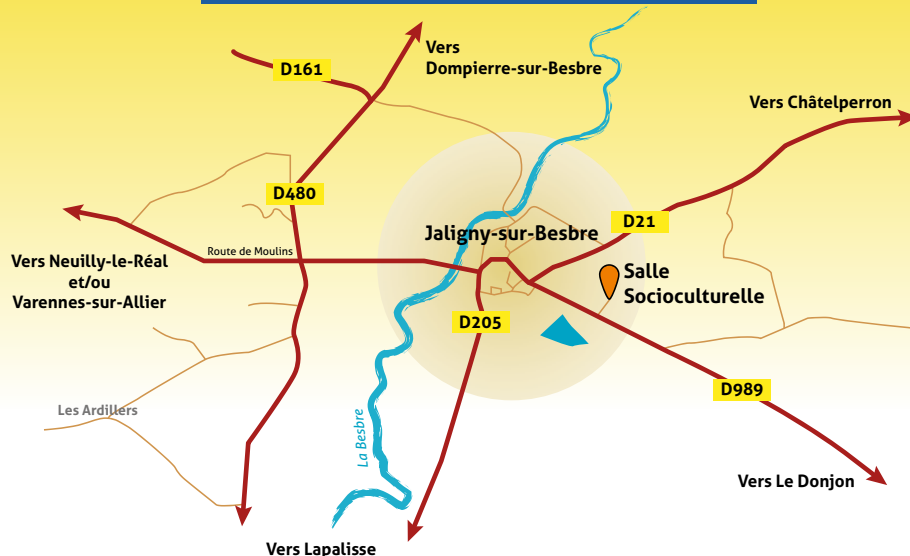 Vers
Dompierre-sur-Besbre
D161
Vers Châtelperron
D480
D21
Jaligny-sur-Besbre
Route de Moulins
Vers Neuilly-le-Réal
et/ou
Varennes-sur-Allier
Salle
Socioculturelle
D205
D989
Les Ardillers
La Besbre
Vers Le Donjon
Vers Lapalisse